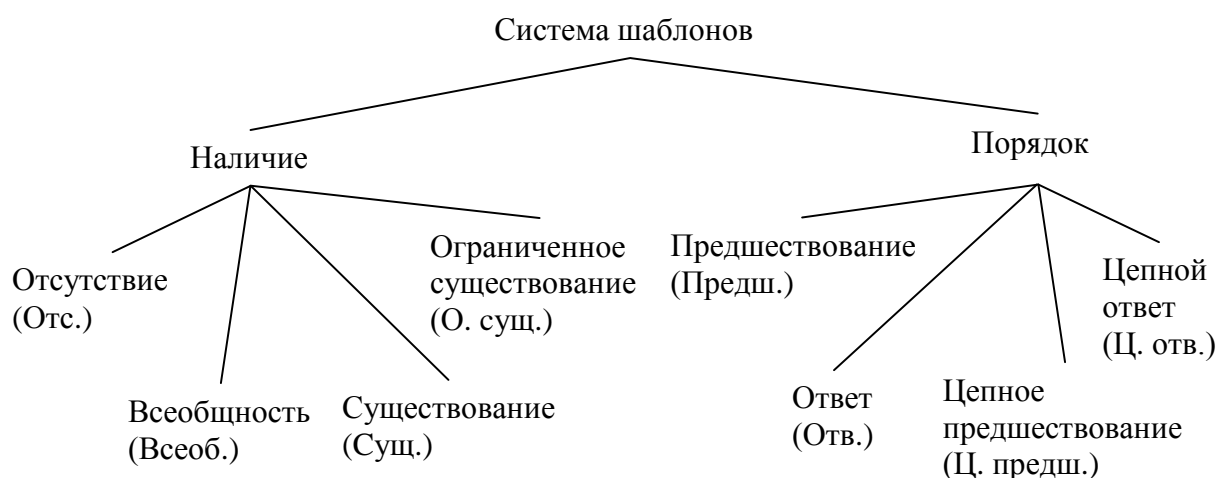 Система шаблонов
Наличие
Порядок
Отсутствие
(Отс.)
Всеобщность
(Всеоб.)
Существование
(Сущ.)
Ограниченное
существование
(О. сущ.)
Предшествование
(Предш.)
Ответ
(Отв.)
Цепное
предшествование
(Ц. предш.)
Цепной
ответ
(Ц. отв.)